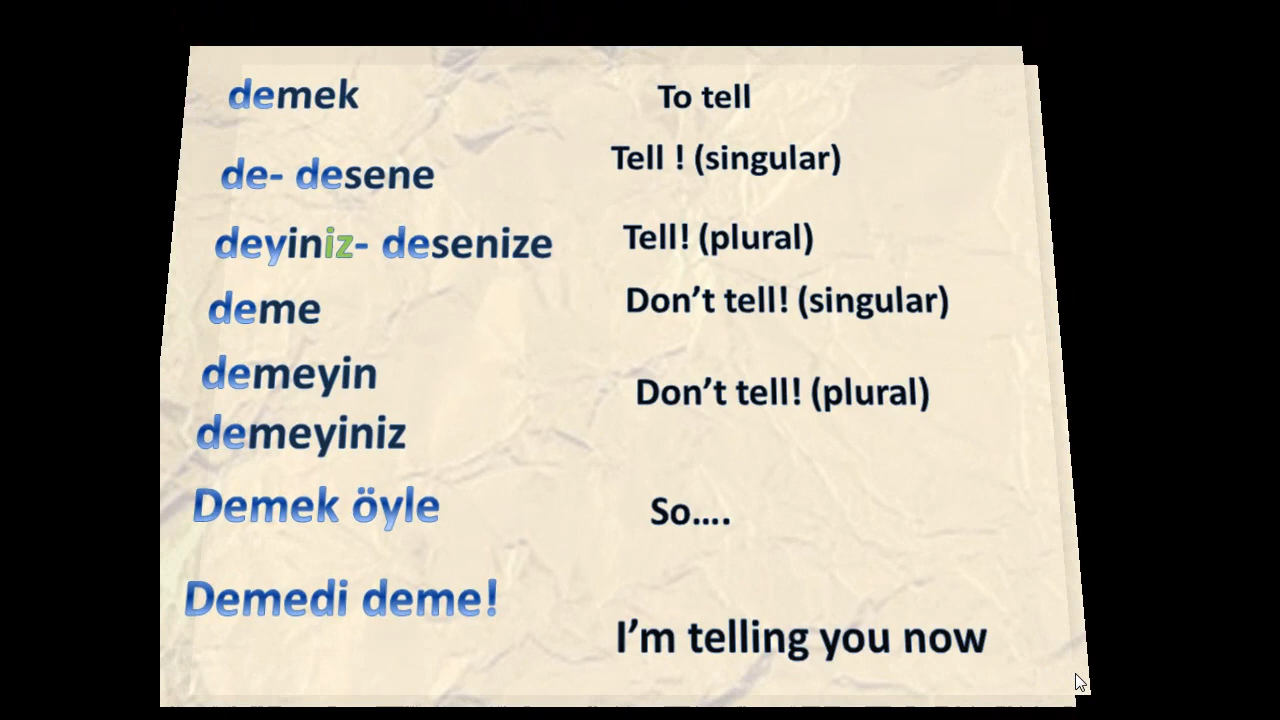 demek To tell
de- desene Tell ! (singular)
deyiniz- desenize Tell! (plural)
deme Don’t tell! (singular)
demeyin Don’t tell! (plural)
demeyiniz
Demek öyle So....
Demedi deme! I’m telling you now